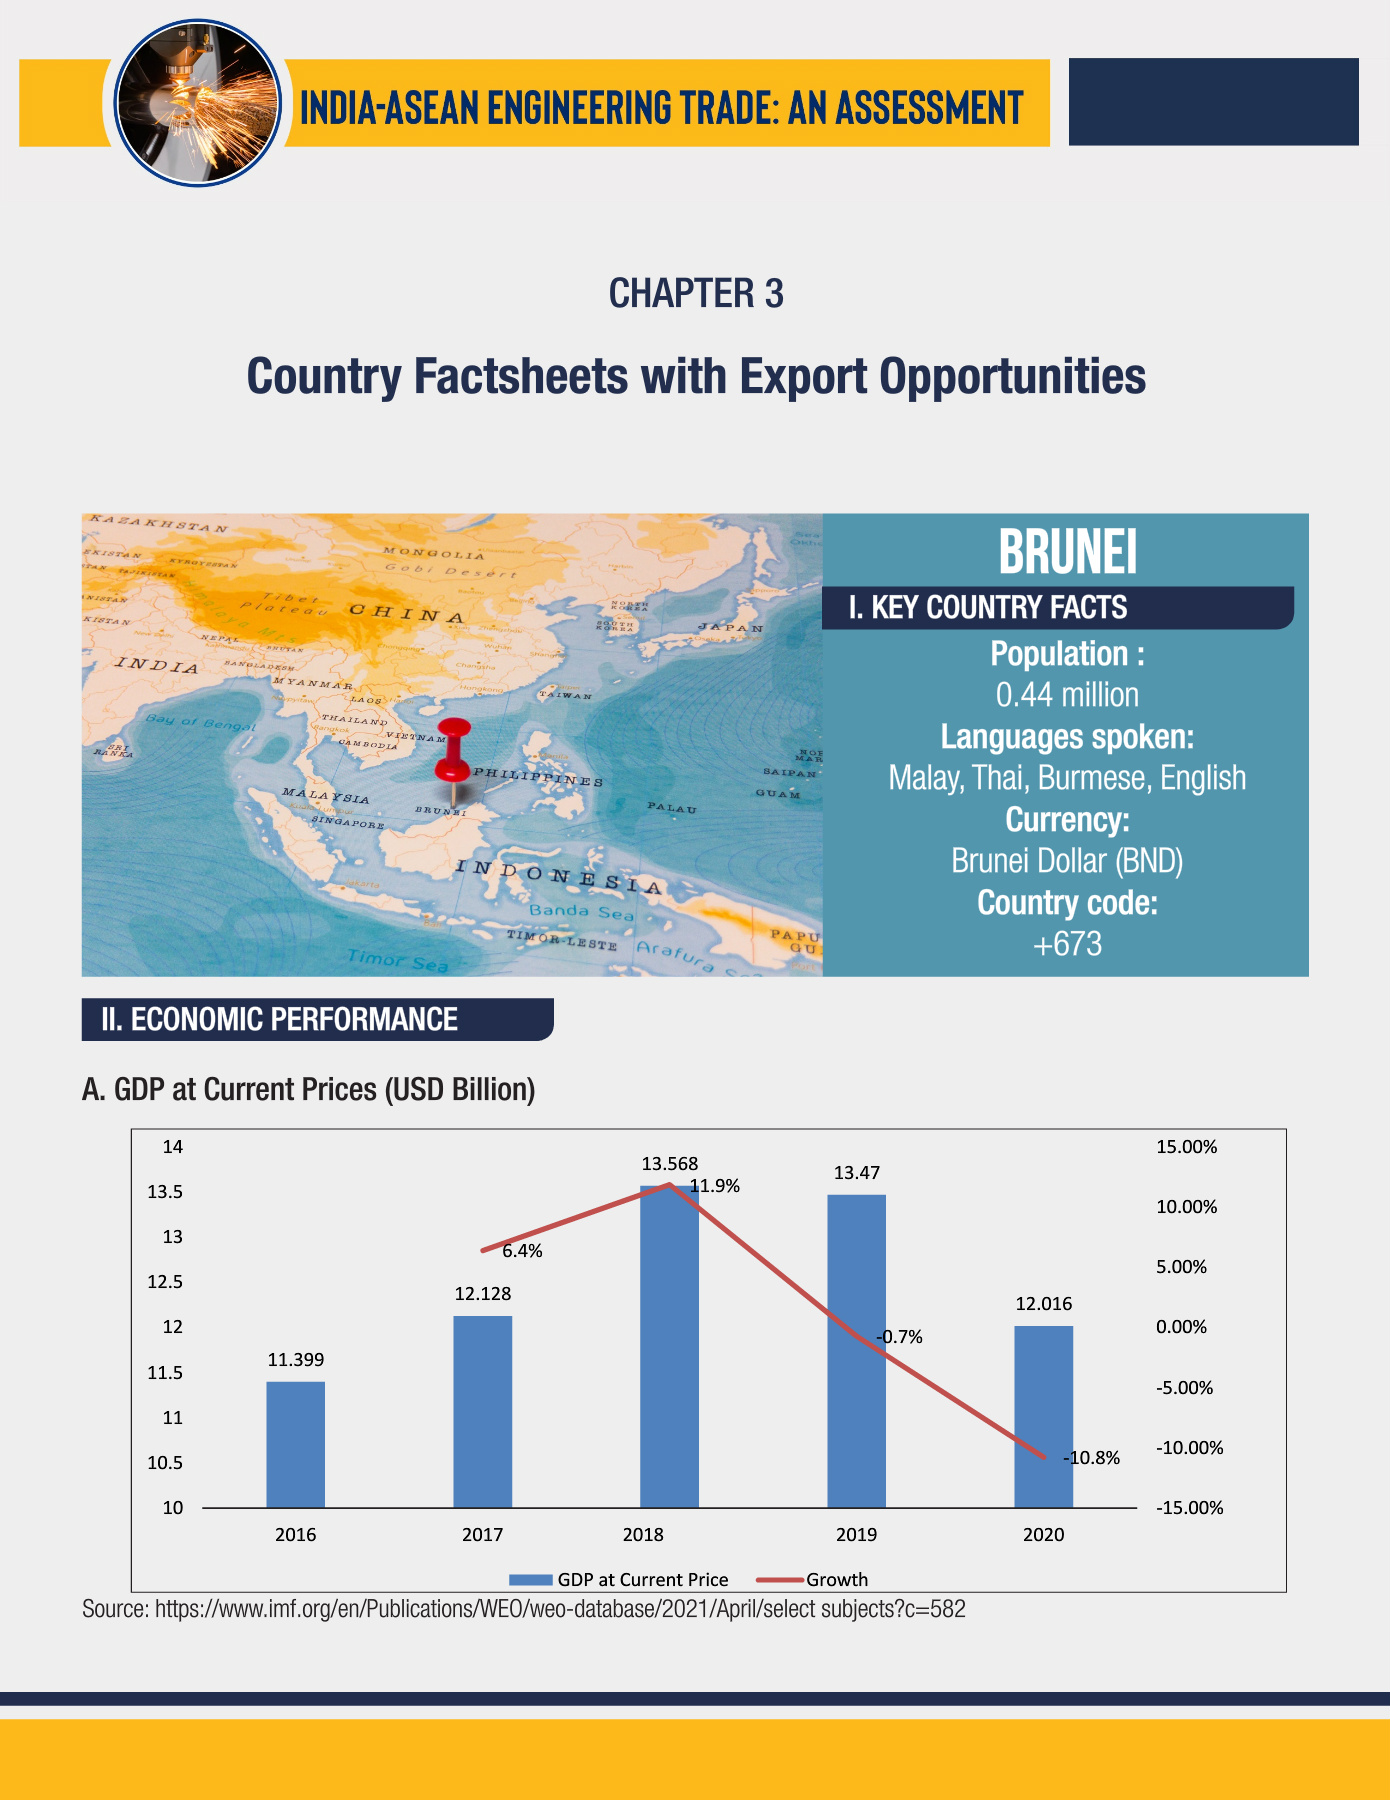 INDIA-ASEAN ENGINEERING TRADE: AN ASSESSMENT
CHAPTER 3
Country Factsheets with Export Opportunities
KAZAKHSTAN
MONGOLIA
Gobi Desert
KYRGYZSTAN
TAJIKISTAN
Tibet
Plateau
CHINA
NORTH
KOREA
SOUTH
KOREA
JAPAN
NEPAL
BHUTAN
INDIA
BANGLADESH
MYANMAR
LAOS
TAIWAN
Bay of Bengal
THAILAND
VIETNAM
CAMBODIA
SRI
LANKA
PHILIPPINES
SAIPAN
GUAM
MALAYSIA
BRUNEI
PALAU
SINGAPORE
INDONESIA
Jakarta
Banda Sea
TIMOR-LESTE
Arafura
Timor Sea
BRUNEI
I. KEY COUNTRY FACTS
Population :
0.44 million
Languages spoken:
Malay, Thai, Burmese, English
Currency:
Brunei Dollar (BND)
Country code:
+673
II. ECONOMIC PERFORMANCE
A. GDP at Current Prices (USD Billion)
14
13.5
13
12.5
12
11.5
11
10.5
10
11.399
12.128
13.568
13.47
12.016
6.4%
11.9%
-0.7%
-10.8%
15.00%
10.00%
5.00%
0.00%
-5.00%
-10.00%
-15.00%
2016 2017 2018 2019 2020
GDP at Current Price Growth
Source: https://www.imf.org/en/Publications/WEO/weo-database/2021/April/select subjects?c=582